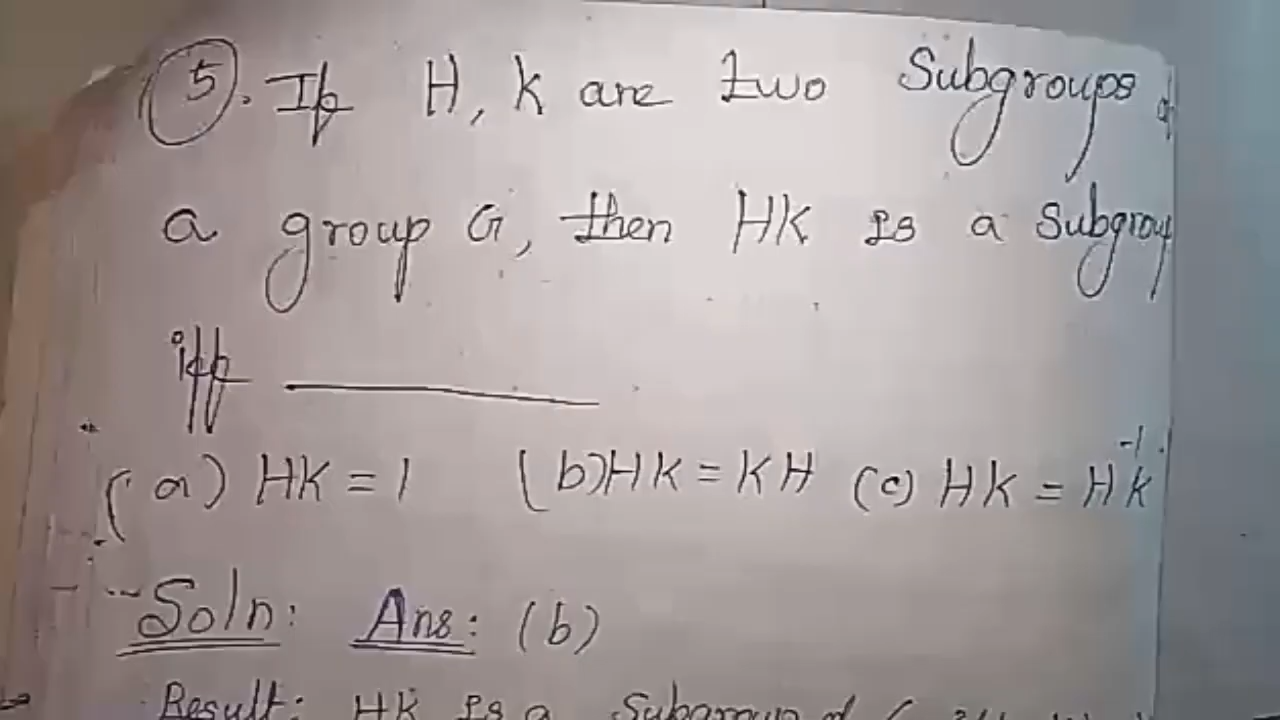 5. If H, K are two Subgroups of
a group G, then HK is a Subgroup
iff
(a) HK = 1 (b) HK = KH (c) HK = H⁻¹K
Soln: Ans: (b)
Result: HK is a Subgroup of